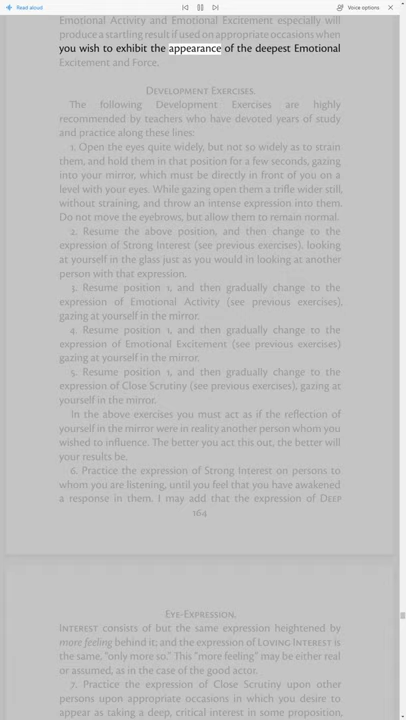 Read aloud
Voice options
Emotional Activity and Emotional Excitement especially will
produce a startling result if used on appropriate occasions when
you wish to exhibit the appearance of the deepest Emotional
Excitement and Force.
Development Exercises.
The following Development Exercises are highly
recommended by teachers who have devoted years of study
and practice along these lines:
1. Open the eyes quite widely, but not so widely as to strain
them, and hold them in that position for a few seconds, gazing
into your mirror, which must be directly in front of you on a
level with your eyes. While gazing open them a trifle wider still,
without straining, and throw an intense expression into them.
Do not move the eyebrows, but allow them to remain normal.
2. Resume the above position, and then change to the
expression of Strong Interest (see previous exercises). looking
at yourself in the glass just as you would in looking at another
person with that expression.
3. Resume position 1, and then gradually change to the
expression of Emotional Activity (see previous exercises),
gazing at yourself in the mirror.
4. Resume position 1, and then gradually change to the
expression of Emotional Excitement (see previous exercises)
gazing at yourself in the mirror.
5. Resume position 1, and then gradually change to the
expression of Close Scrutiny (see previous exercises), gazing at
yourself in the mirror.
In the above exercises you must act as if the reflection of
yourself in the mirror were in reality another person whom you
wished to influence. The better you act this out, the better will
your results be.
6. Practice the expression of Strong Interest on persons to
whom you are listening, until you feel that you have awakened
a response in them. I may add that the expression of Deep
164
Eye-Expression.
Interest consists of but the same expression heightened by
more feeling behind it; and the expression of Loving Interest is
the same, "only more so." This "more feeling" may be either real
or assumed, as in the case of the good actor.
7. Practice the expression of Close Scrutiny upon other
persons upon appropriate occasions in which you desire to
appear as taking a deep, critical interest in some proposition,